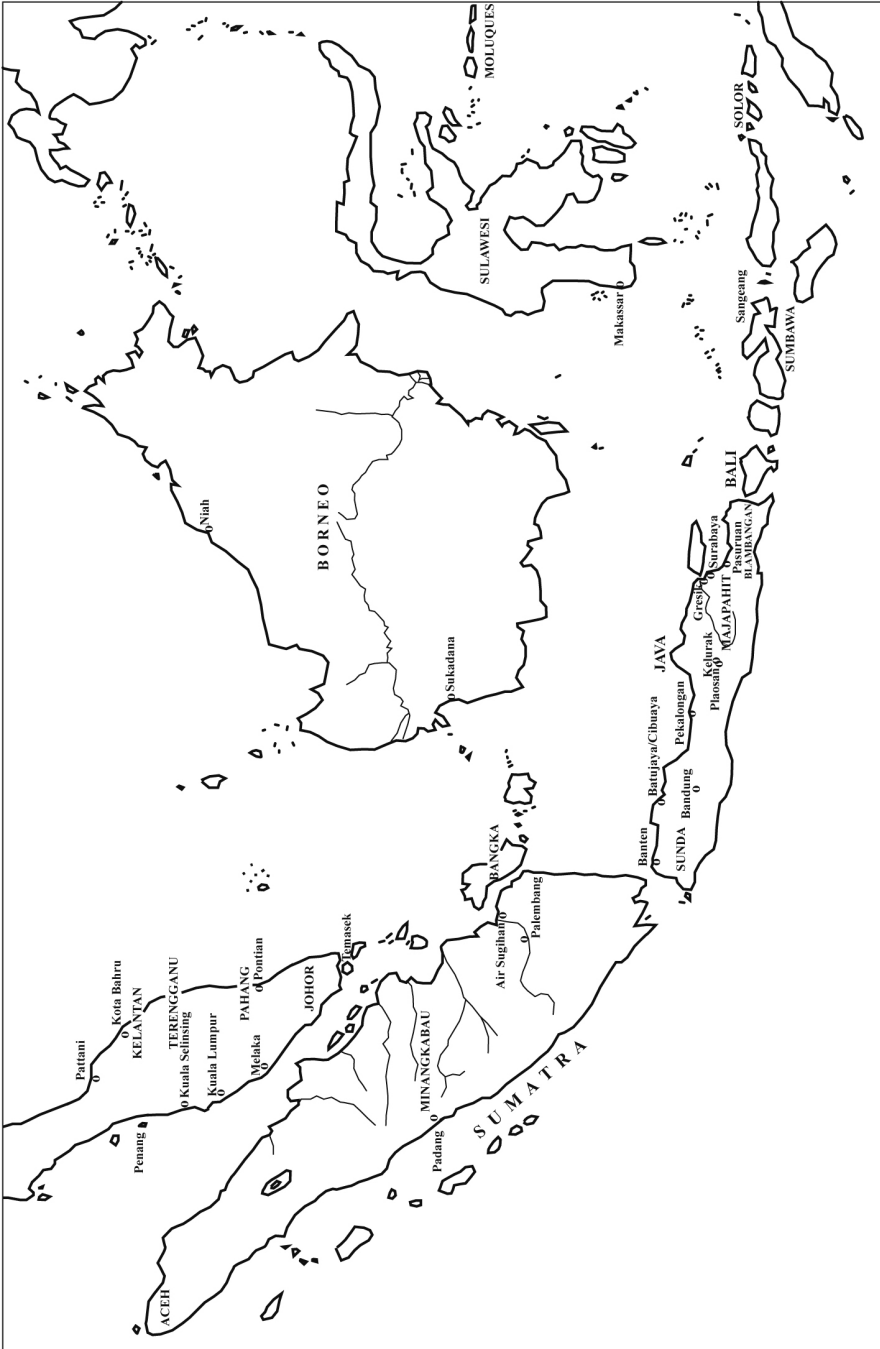 Pattani
Kota Bahru
KELANTAN
TERENGGANU
Kuala Selinsing
Kuala Lumpur
PAHANG
Pontian
Melaka
JOHOR
Temasek
Penang
ACEH
MINANGKABAU
Padang
SUMATRA
Air Sugihan
Palembang
BANGKA
Niah
BORNEO
Sukadana
SULAWESI
Makassar
MOLUQUES
Banten
SUNDA
Batujaya/Cibuaya
Bandung
Pekalongan
JAVA
Plaosan
Kelurak
MAJAPAHIT
Gresik
Surabaya
Pasuruan
BLAMBANGAN
BALI
Sangeang
SUMBAWA
SOLOR